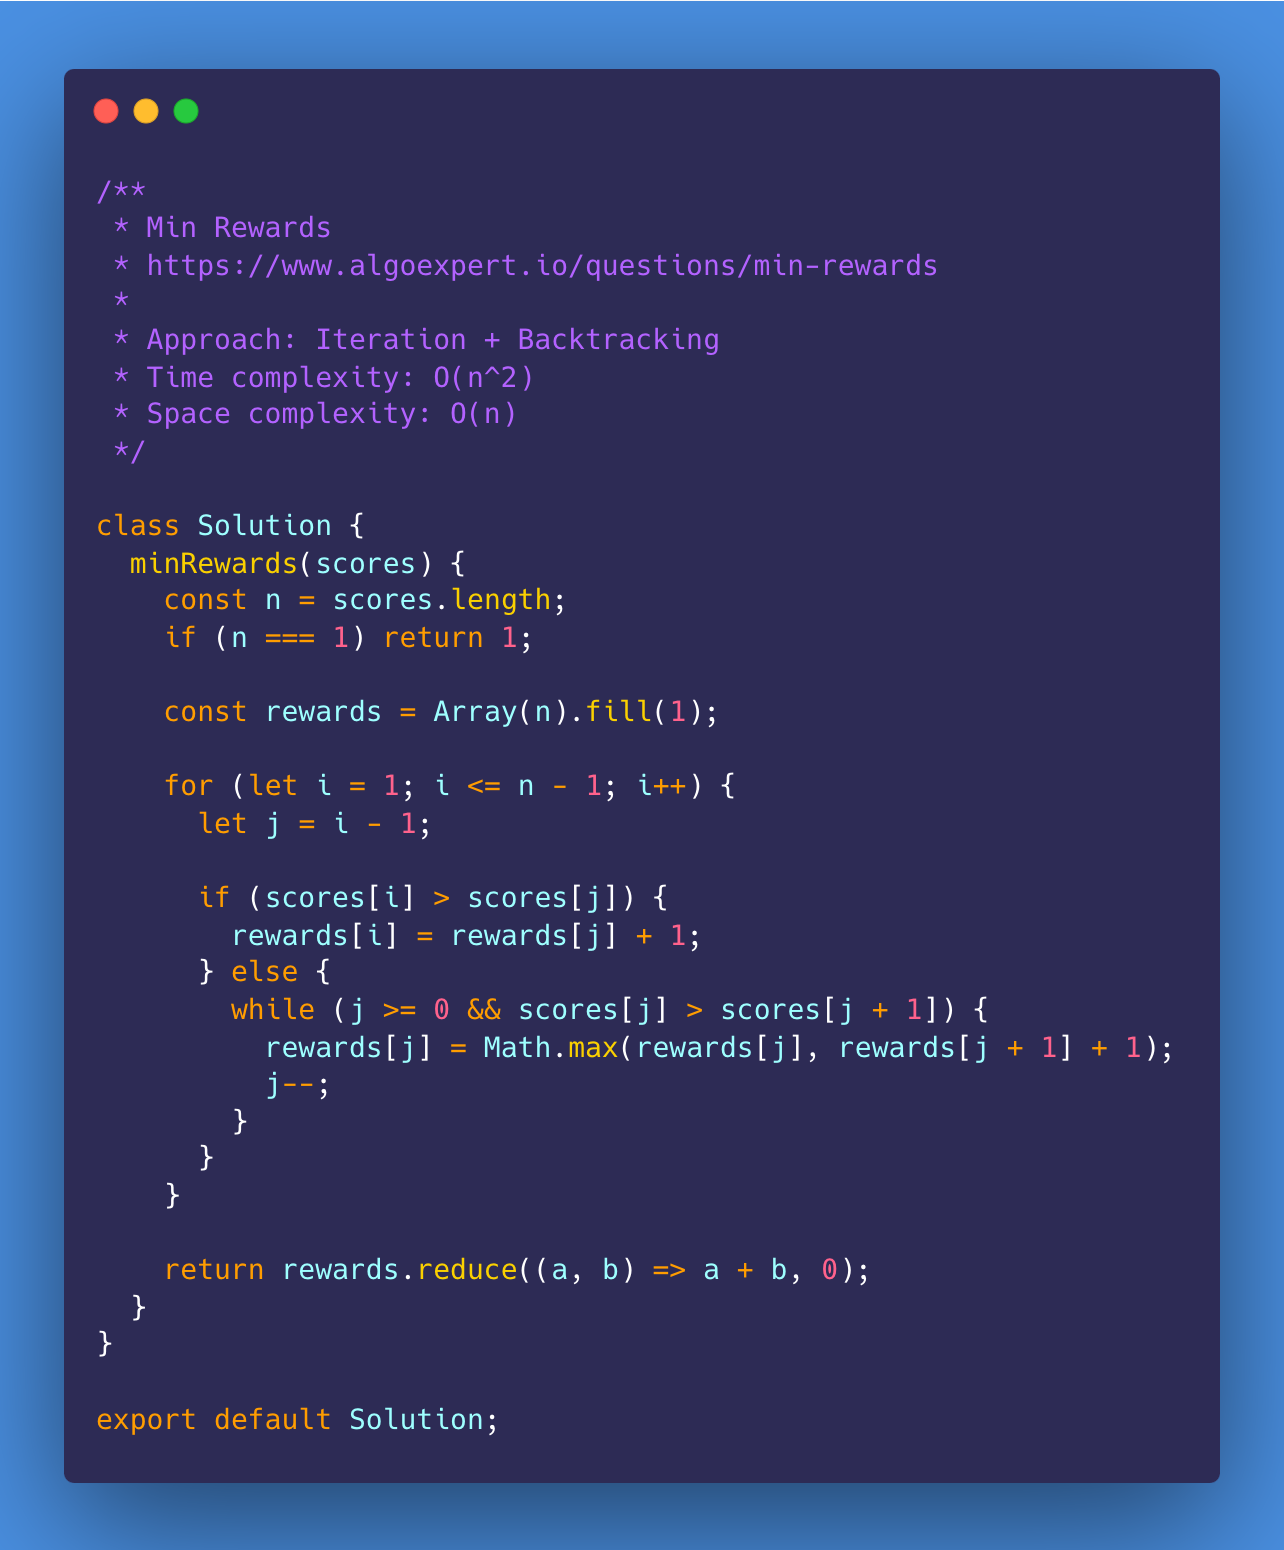 /**
 * Min Rewards
 * https://www.algoexpert.io/questions/min-rewards
 *
 * Approach: Iteration + Backtracking
 * Time complexity: O(n^2)
 * Space complexity: O(n)
 */

class Solution {
  minRewards(scores) {
    const n = scores.length;
    if (n === 1) return 1;

    const rewards = Array(n).fill(1);

    for (let i = 1; i <= n - 1; i++) {
      let j = i - 1;

      if (scores[i] > scores[j]) {
        rewards[i] = rewards[j] + 1;
      } else {
        while (j >= 0 && scores[j] > scores[j + 1]) {
          rewards[j] = Math.max(rewards[j], rewards[j + 1] + 1);
          j--;
        }
      }
    }

    return rewards.reduce((a, b) => a + b, 0);
  }
}

export default Solution;